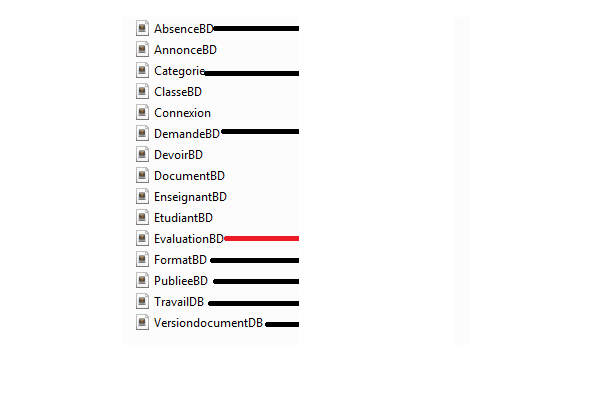 AbsenceBD
AnnonceBD
Categorie
ClasseBD
Connexion
DemandeBD
DevoirBD
DocumentBD
EnseignantBD
EtudiantBD
EvaluationBD
FormatBD
PublieeBD
TravailDB
VersiondocumentDB